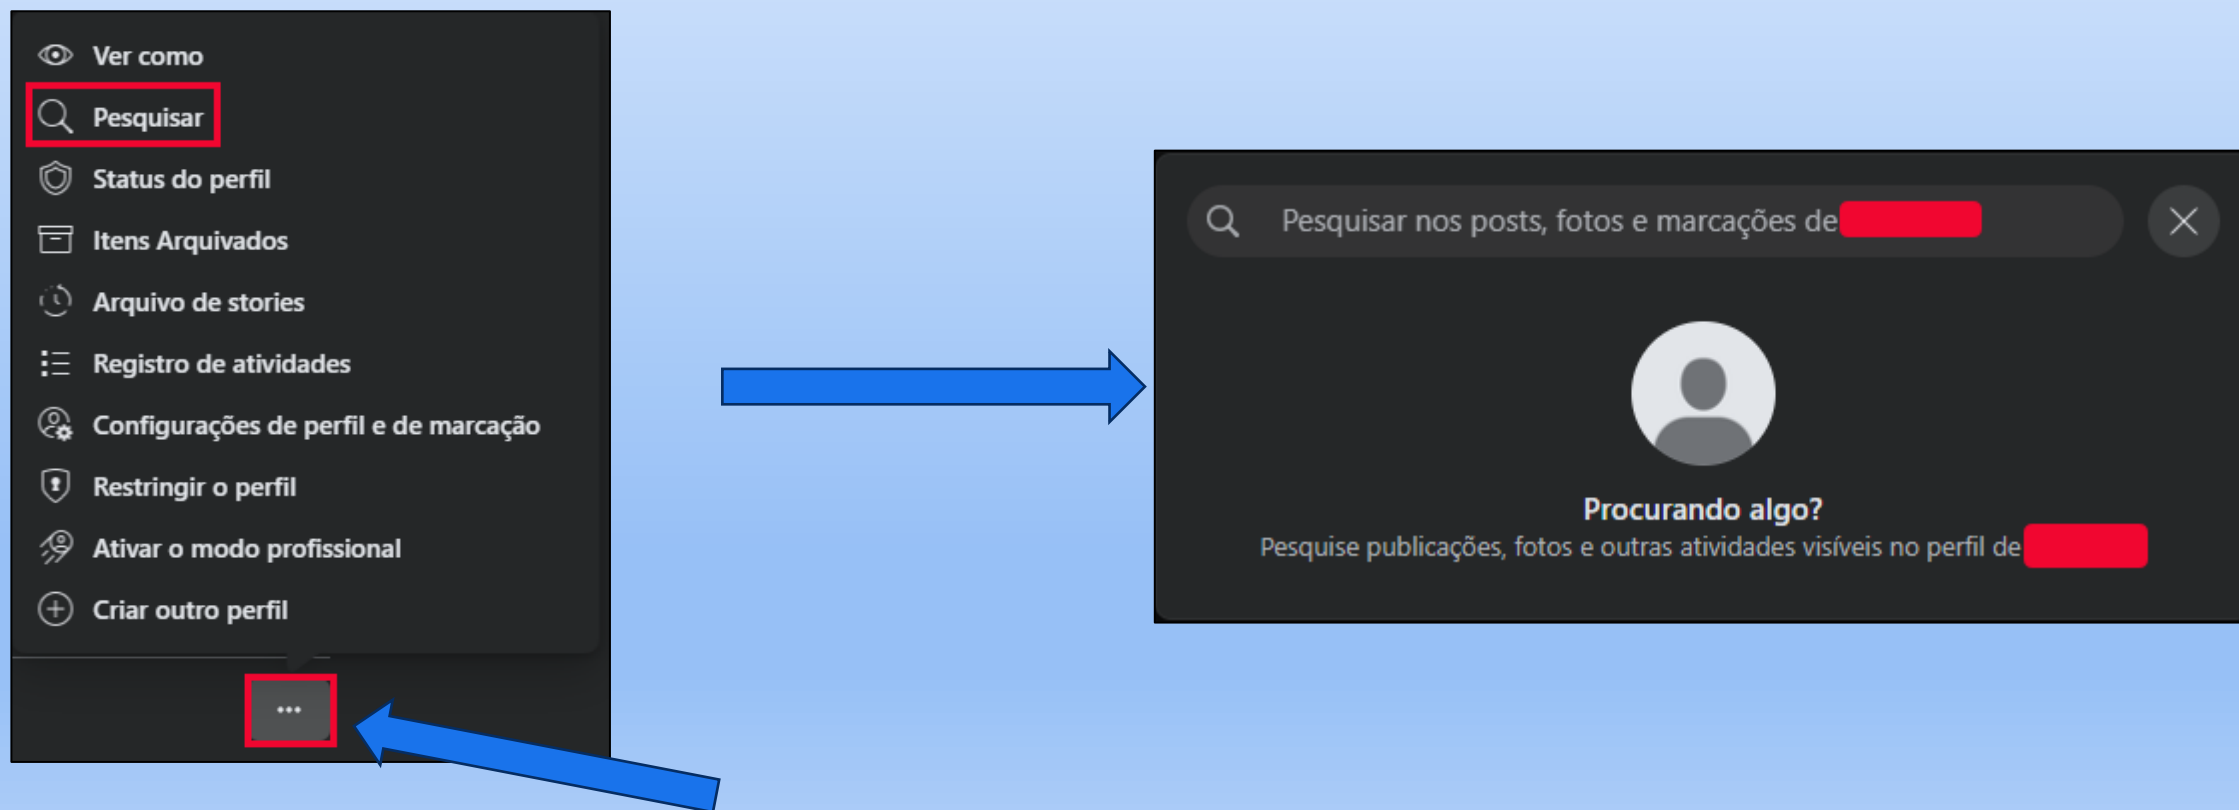 Ver como
Pesquisar
Status do perfil
Itens Arquivados
Arquivo de stories
Registro de atividades
Configurações de perfil e de marcação
Restringir o perfil
Ativar o modo profissional
Criar outro perfil
Pesquisar nos posts, fotos e marcações de
Procurando algo?
Pesquise publicações, fotos e outras atividades visíveis no perfil de